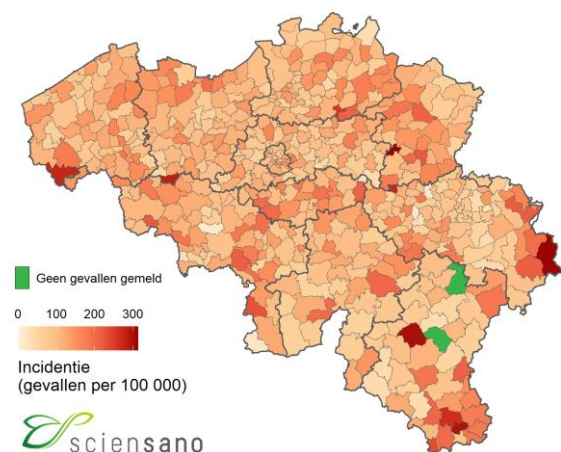 Geen gevallen gemeld
0 100 200 300
Incidentie
(gevallen per 100 000)
sciensano